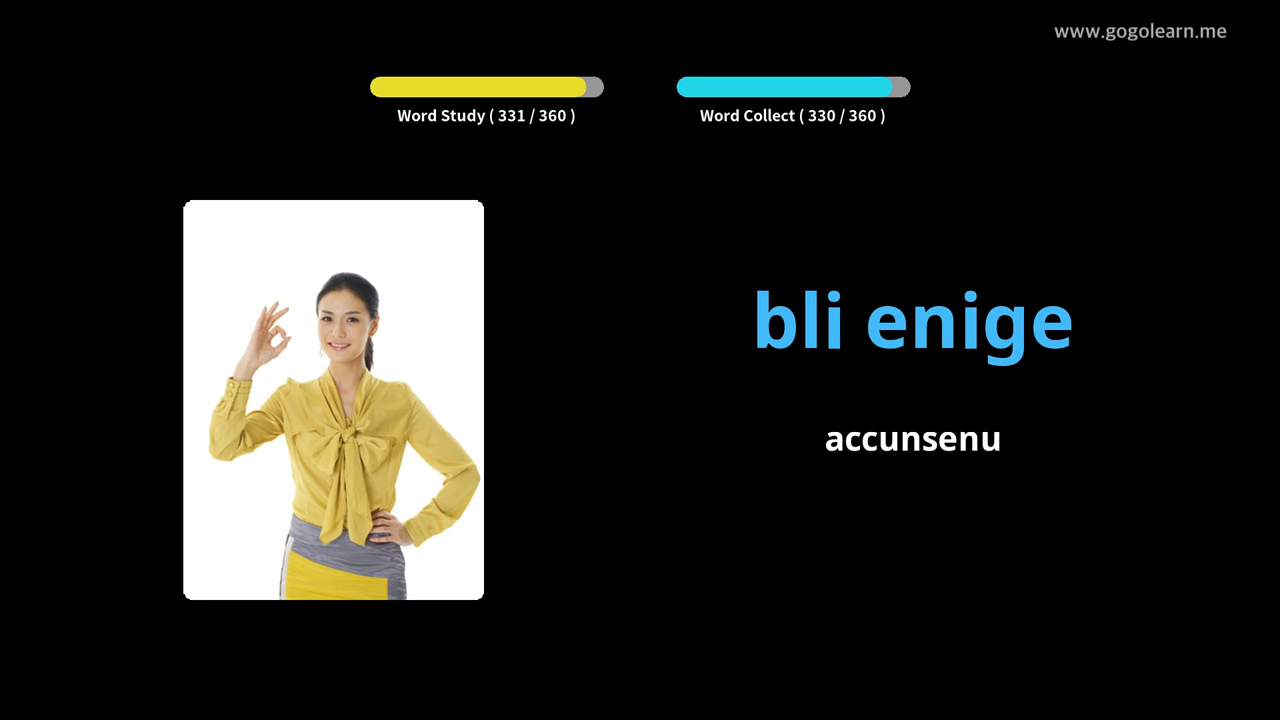 www.gogolearn.me
Word Study ( 331 / 360 )
Word Collect ( 330 / 360 )
bli enige
accunsenu